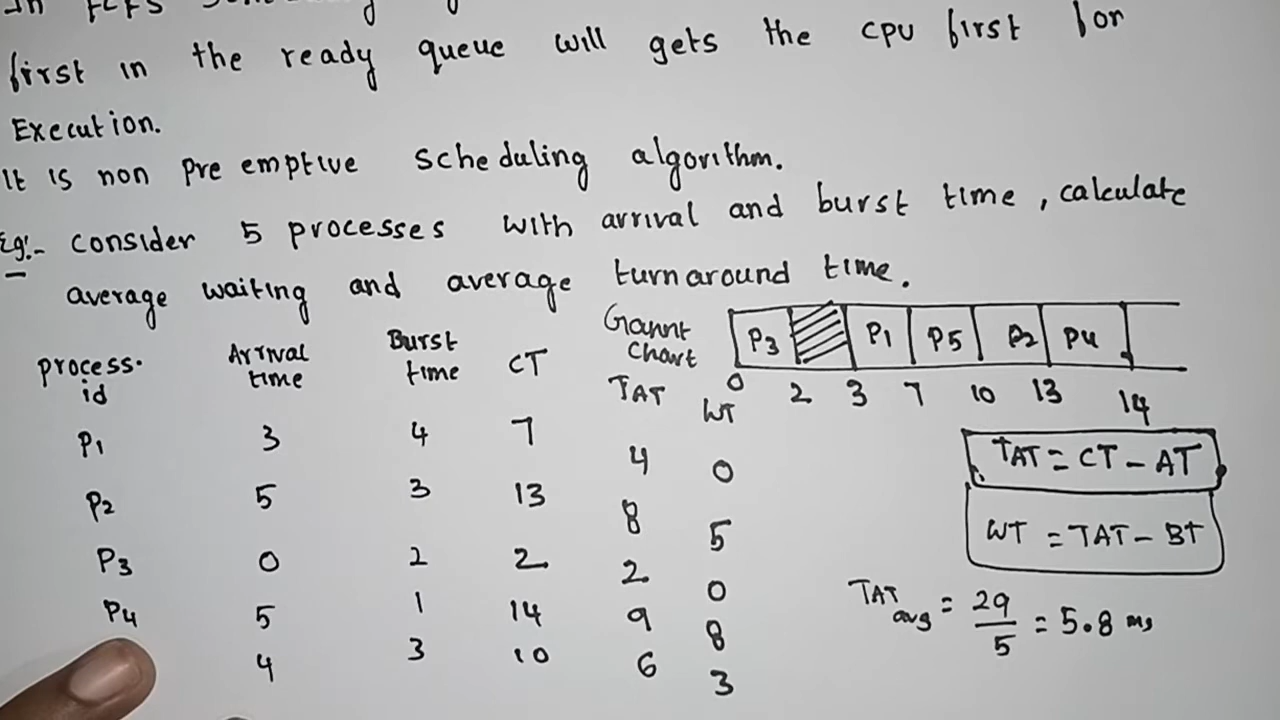 In FCFS
first in the ready queue will gets the cpu first for
Execution.
It is non pre emptive scheduling algorithm.
Eg:- consider 5 processes with arrival and burst time, calculate
average waiting and average turnaround time.
process. id Arrival time Burst time CT TAT WT
P1 3 4 7 4 0
P2 5 3 13 8 5
P3 0 2 2 2 0
P4 5 1 14 9 8
4 3 10 6 3
Gannt chart
P3 P1 P5 P2 P4
0 2 3 7 10 13 14
TAT = CT - AT
WT = TAT - BT
TAT avg = 29/5 = 5.8 ms